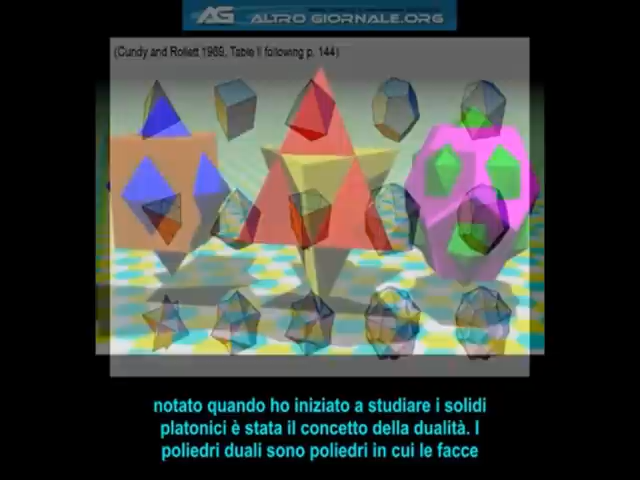 ALTRO GIORNALE.ORG
(Cundy and Rollett 1989, Table II following p. 144)
notato quando ho iniziato a studiare i solidi
platonici è stata il concetto della dualità. I
poliedri duali sono poliedri in cui le facce